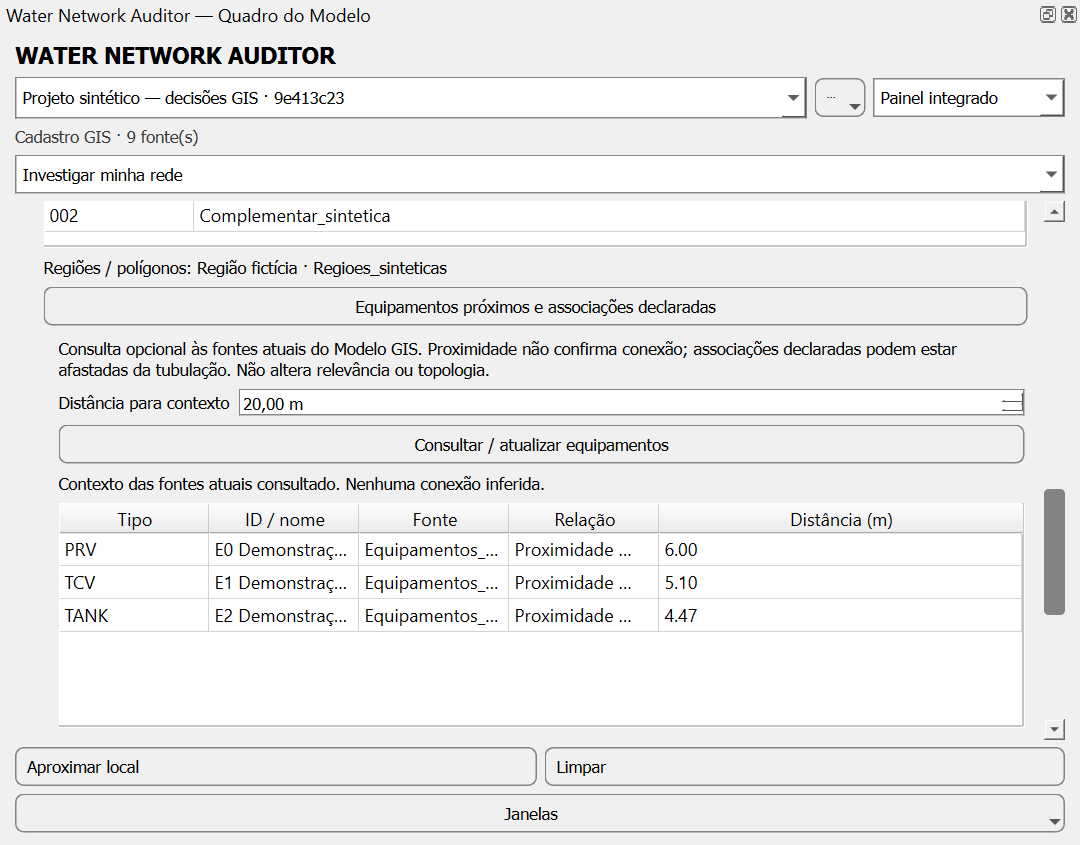 Water Network Auditor — Quadro do Modelo
WATER NETWORK AUDITOR
Projeto sintético — decisões GIS · 9e413c23
...
Painel integrado
Cadastro GIS · 9 fonte(s)
Investigar minha rede
002 Complementar_sintetica
Regiões / polígonos: Região fictícia · Regioes_sinteticas
Equipamentos próximos e associações declaradas
Consulta opcional às fontes atuais do Modelo GIS. Proximidade não confirma conexão; associações declaradas podem estar
afastadas da tubulação. Não altera relevância ou topologia.
Distância para contexto 20,00 m
Consultar / atualizar equipamentos
Contexto das fontes atuais consultado. Nenhuma conexão inferida.
Tipo ID / nome Fonte Relação Distância (m)
PRV E0 Demonstraç... Equipamentos_... Proximidade ... 6.00
TCV E1 Demonstraç... Equipamentos_... Proximidade ... 5.10
TANK E2 Demonstraç... Equipamentos_... Proximidade ... 4.47
Aproximar local Limpar
Janelas